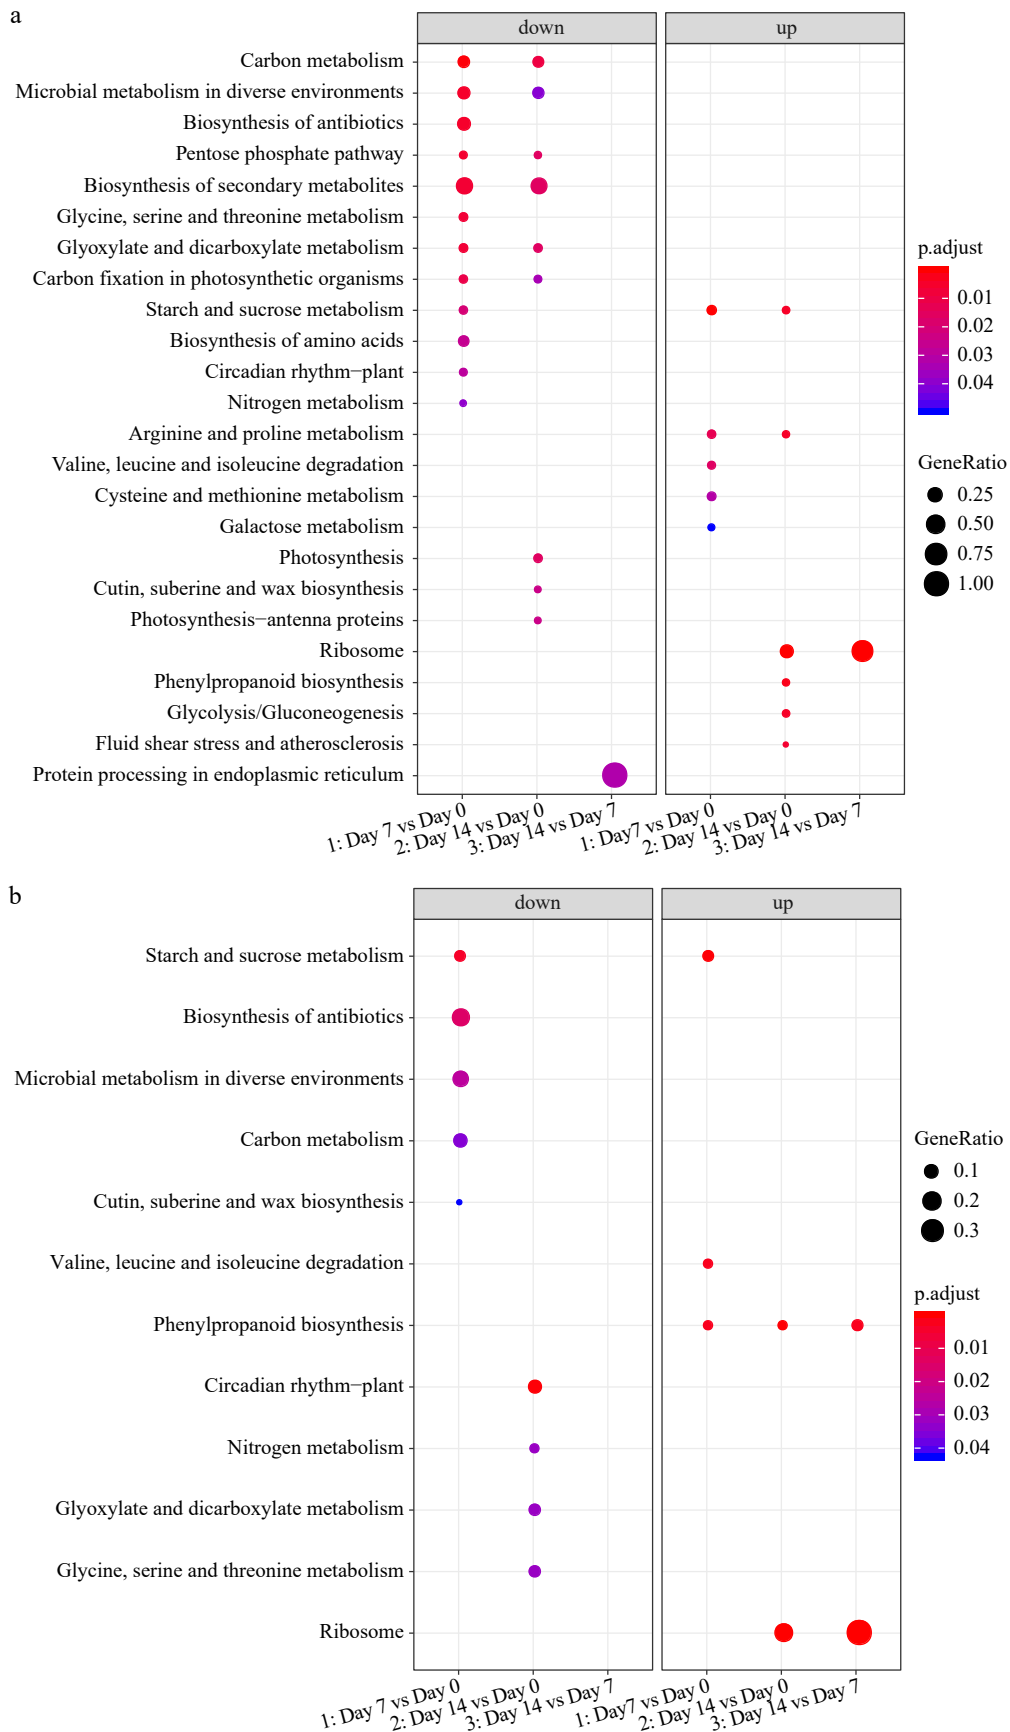 a
down
up
Carbon metabolism
Microbial metabolism in diverse environments
Biosynthesis of antibiotics
Pentose phosphate pathway
Biosynthesis of secondary metabolites
Glycine, serine and threonine metabolism
Glyoxylate and dicarboxylate metabolism
Carbon fixation in photosynthetic organisms
Starch and sucrose metabolism
Biosynthesis of amino acids
Circadian rhythm−plant
Nitrogen metabolism
Arginine and proline metabolism
Valine, leucine and isoleucine degradation
Cysteine and methionine metabolism
Galactose metabolism
Photosynthesis
Cutin, suberine and wax biosynthesis
Photosynthesis−antenna proteins
Ribosome
Phenylpropanoid biosynthesis
Glycolysis/Gluconeogenesis
Fluid shear stress and atherosclerosis
Protein processing in endoplasmic reticulum
1: Day 7 vs Day 0
2: Day 14 vs Day 0
3: Day 14 vs Day 7
1: Day7 vs Day 0
2: Day 14 vs Day 0
3: Day 14 vs Day 7
p.adjust
0.01
0.02
0.03
0.04
GeneRatio
0.25
0.50
0.75
1.00
b
down
up
Starch and sucrose metabolism
Biosynthesis of antibiotics
Microbial metabolism in diverse environments
Carbon metabolism
Cutin, suberine and wax biosynthesis
Valine, leucine and isoleucine degradation
Phenylpropanoid biosynthesis
Circadian rhythm−plant
Nitrogen metabolism
Glyoxylate and dicarboxylate metabolism
Glycine, serine and threonine metabolism
Ribosome
1: Day 7 vs Day 0
2: Day 14 vs Day 0
3: Day 14 vs Day 7
1: Day7 vs Day 0
2: Day 14 vs Day 0
3: Day 14 vs Day 7
GeneRatio
0.1
0.2
0.3
p.adjust
0.01
0.02
0.03
0.04